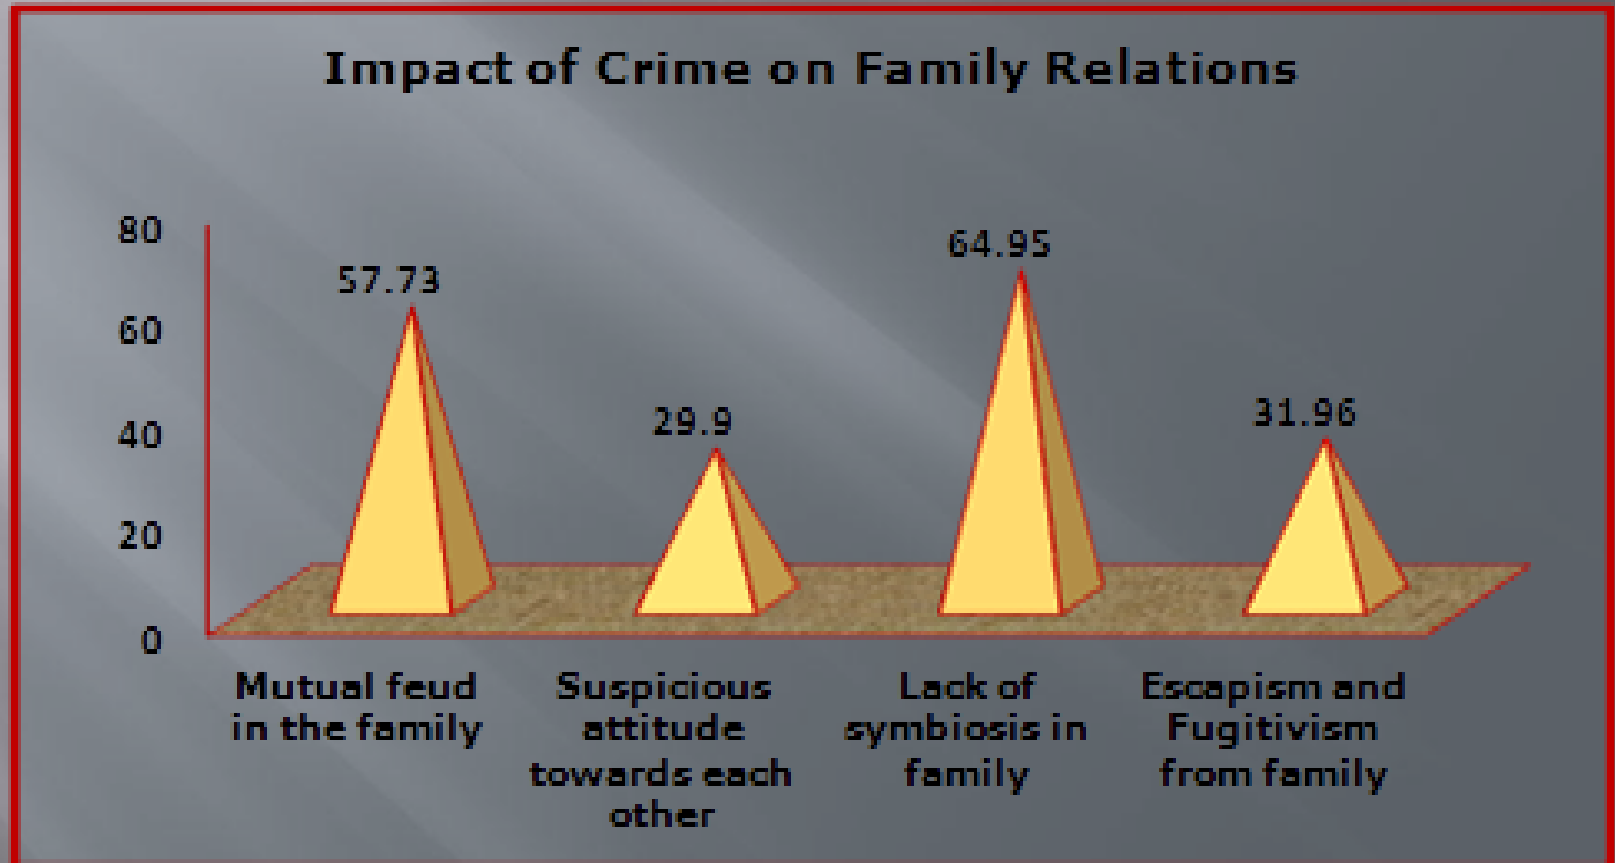 Impact of Crime on Family Relations
80
60
40
20
0
57.73
29.9
64.95
31.96
Mutual feud
in the family
Suspicious
attitude
towards each
other
Lack of
symbiosis in
family
Escapism and
Fugitivism
from family